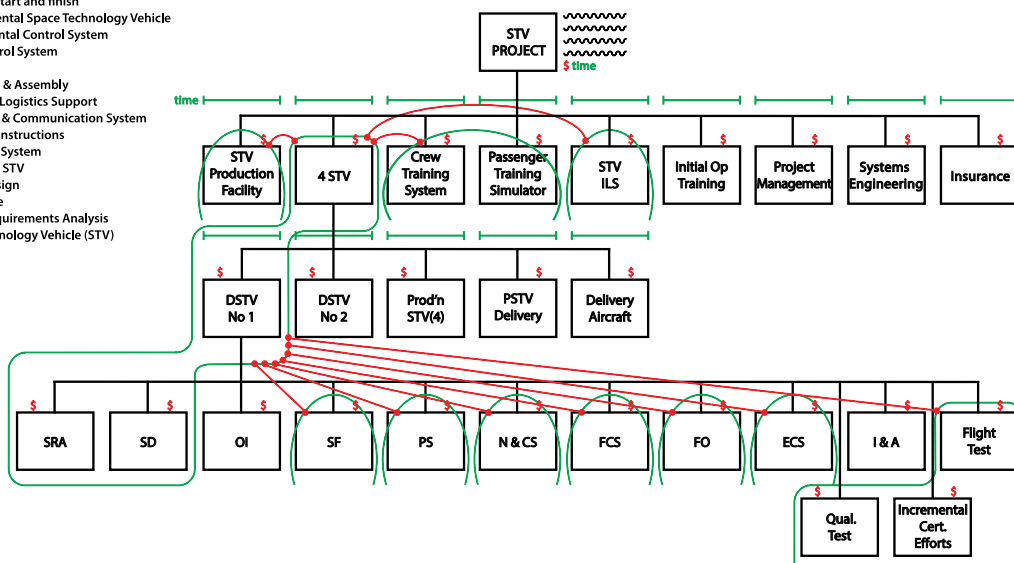 start and finish
ental Space Technology Vehicle
ental Control System
rol System
& Assembly
Logistics Support
& Communication System
nstructions
System
STV
sign
e
quirements Analysis
nology Vehicle (STV)
STV
PROJECT
$ time
time
$ $ $ $ $ $ $ $ $
STV
Production
Facility
4 STV
Crew
Training
System
Passenger
Training
Simulator
STV
ILS
Initial Op
Training
Project
Management
Systems
Engineering
Insurance
$ $ $ $ $
DSTV
No 1
DSTV
No 2
Prod'n
STV(4)
PSTV
Delivery
Delivery
Aircraft
$ $ $ $ $ $ $ $ $ $ $
SRA
SD
OI
SF
PS
N & CS
FCS
FO
ECS
I & A
Flight
Test
$ $
Qual.
Test
Incremental
Cert.
Efforts